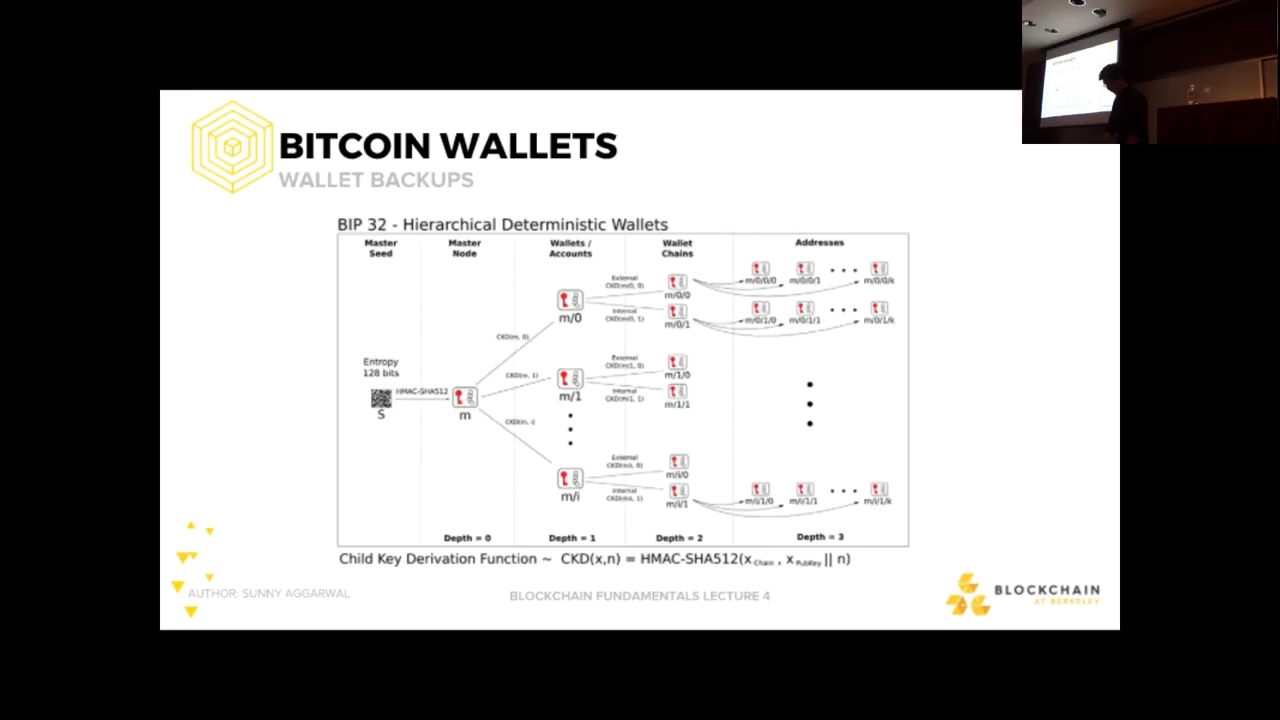 BITCOIN WALLETS
WALLET BACKUPS
BIP 32 - Hierarchical Deterministic Wallets
Master Seed
Master Node
Wallets / Accounts
Wallet Chains
Addresses
Entropy 128 bits
S
HMAC-SHA512
m
CKD(m, 0)
CKD(m, 1)
CKD(m, i)
m/0
m/1
m/i
External CKD(m/0, 0)
Internal CKD(m/0, 1)
External CKD(m/1, 0)
Internal CKD(m/1, 1)
External CKD(m/i, 0)
Internal CKD(m/i, 1)
m/0/0
m/0/1
m/1/0
m/1/1
m/i/0
m/i/1
m/0/0/0 m/0/0/1 m/0/0/k
m/0/1/0 m/0/1/1 m/0/1/k
m/i/1/0 m/i/1/1 m/i/1/k
Depth = 0 Depth = 1 Depth = 2 Depth = 3
Child Key Derivation Function ~ CKD(x,n) = HMAC-SHA512(x Chain , x PubKey || n)
AUTHOR: SUNNY AGGARWAL
BLOCKCHAIN FUNDAMENTALS LECTURE 4
BLOCKCHAIN
AT BERKELEY